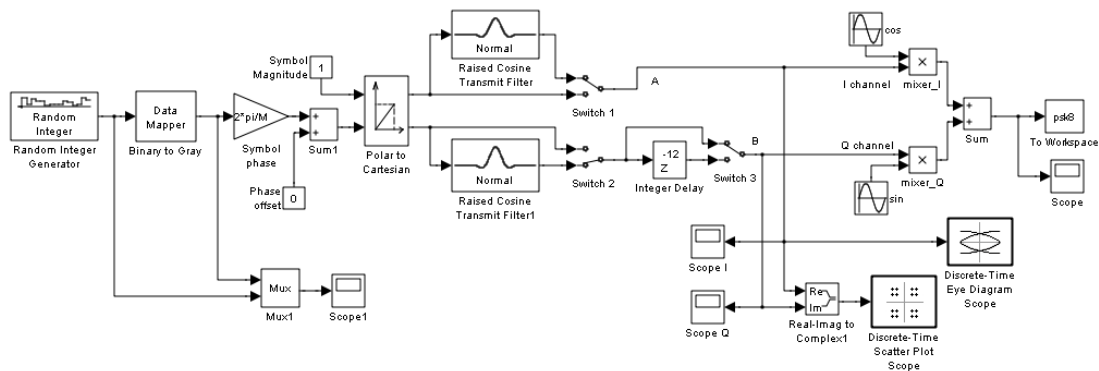 Random
Integer
Random Integer
Generator
Data
Mapper
Binary to Gray
2*pi/M
Symbol
phase
+
+
Sum1
Phase
offset
0
Symbol
Magnitude
1
Polar to
Cartesian
Normal
Raised Cosine
Transmit Filter
Normal
Raised Cosine
Transmit Filter1
Switch 1
Switch 2
-12
Z
Integer Delay
Switch 3
A
B
cos
×
mixer_I
I channel
Q channel
×
mixer_Q
sin
+
+
Sum
psk8
To Workspace
Scope
Mux
Mux1
Scope1
Scope I
Scope Q
Re
Im
Real-Imag to
Complex1
Discrete-Time
Eye Diagram
Scope
Discrete-Time
Scatter Plot
Scope